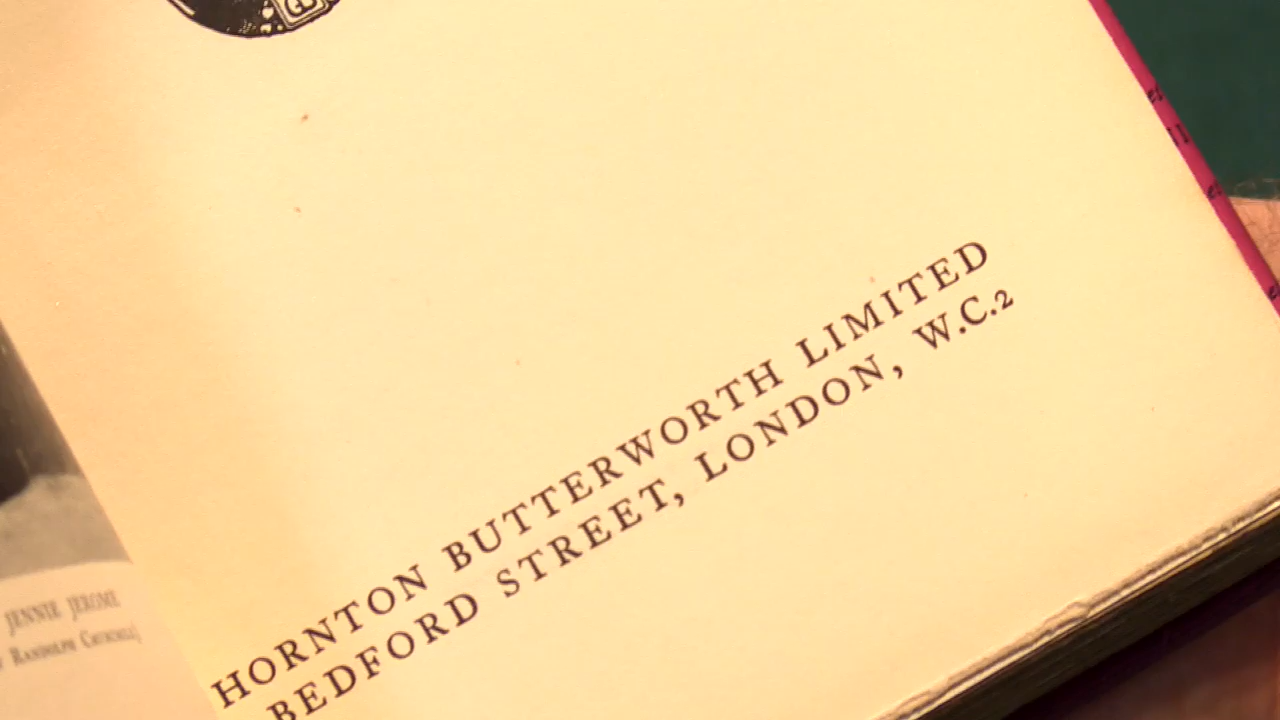 HORNTON BUTTERWORTH LIMITED
BEDFORD STREET, LONDON, W.C.2
JENNIE JEROME
RANDOLPH CHURCHILL